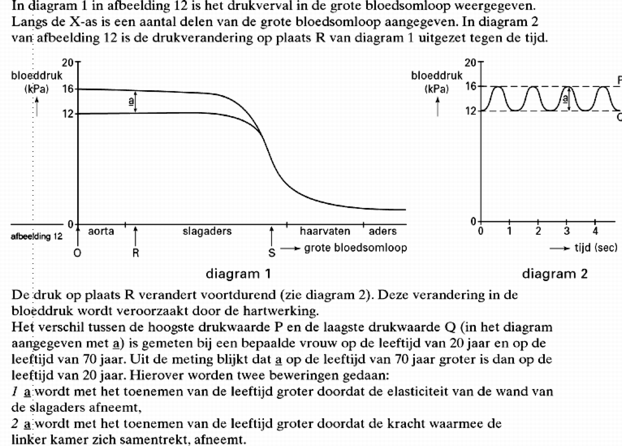 In diagram 1 in afbeelding 12 is het drukverval in de grote bloedsomloop weergegeven.
Langs de X-as is een aantal delen van de grote bloedsomloop aangegeven. In diagram 2
van afbeelding 12 is de drukverandering op plaats R van diagram 1 uitgezet tegen de tijd.
bloeddruk
(kPa)
20
16
12
0
a
aorta
slagaders
haarvaten
aders
afbeelding 12
O
R
S
grote bloedsomloop
diagram 1
bloeddruk
(kPa)
20
16
12
0
a
P
Q
0 1 2 3 4
tijd (sec)
diagram 2
De druk op plaats R verandert voortdurend (zie diagram 2). Deze verandering in de
bloeddruk wordt veroorzaakt door de hartwerking.
Het verschil tussen de hoogste drukwaarde P en de laagste drukwaarde Q (in het diagram
aangegeven met a) is gemeten bij een bepaalde vrouw op de leeftijd van 20 jaar en op de
leeftijd van 70 jaar. Uit de meting blijkt dat a op de leeftijd van 70 jaar groter is dan op de
leeftijd van 20 jaar. Hierover worden twee beweringen gedaan:
1 a wordt met het toenemen van de leeftijd groter doordat de elasticiteit van de wand van
de slagaders afneemt,
2 a wordt met het toenemen van de leeftijd groter doordat de kracht waarmee de
linker kamer zich samentrekt, afneemt.